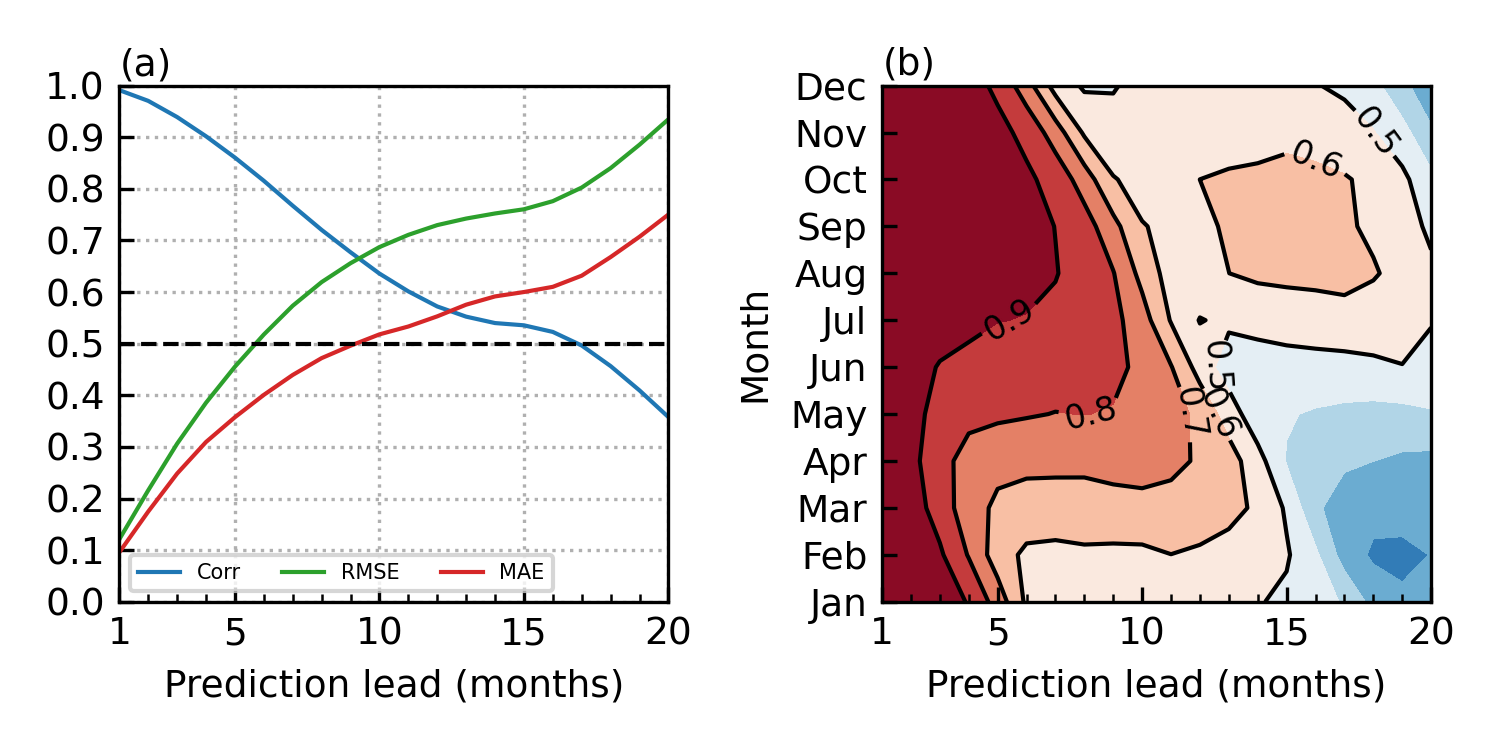 (a)
1.0
0.9
0.8
0.7
0.6
0.5
0.4
0.3
0.2
0.1
0.0
Corr RMSE MAE
1 5 10 15 20
Prediction lead (months)
(b)
Month
Dec
Nov
Oct
Sep
Aug
Jul
Jun
May
Apr
Mar
Feb
Jan
0.5
0.6
0.9
0.5
0.8
0.7
0.6
1 5 10 15 20
Prediction lead (months)